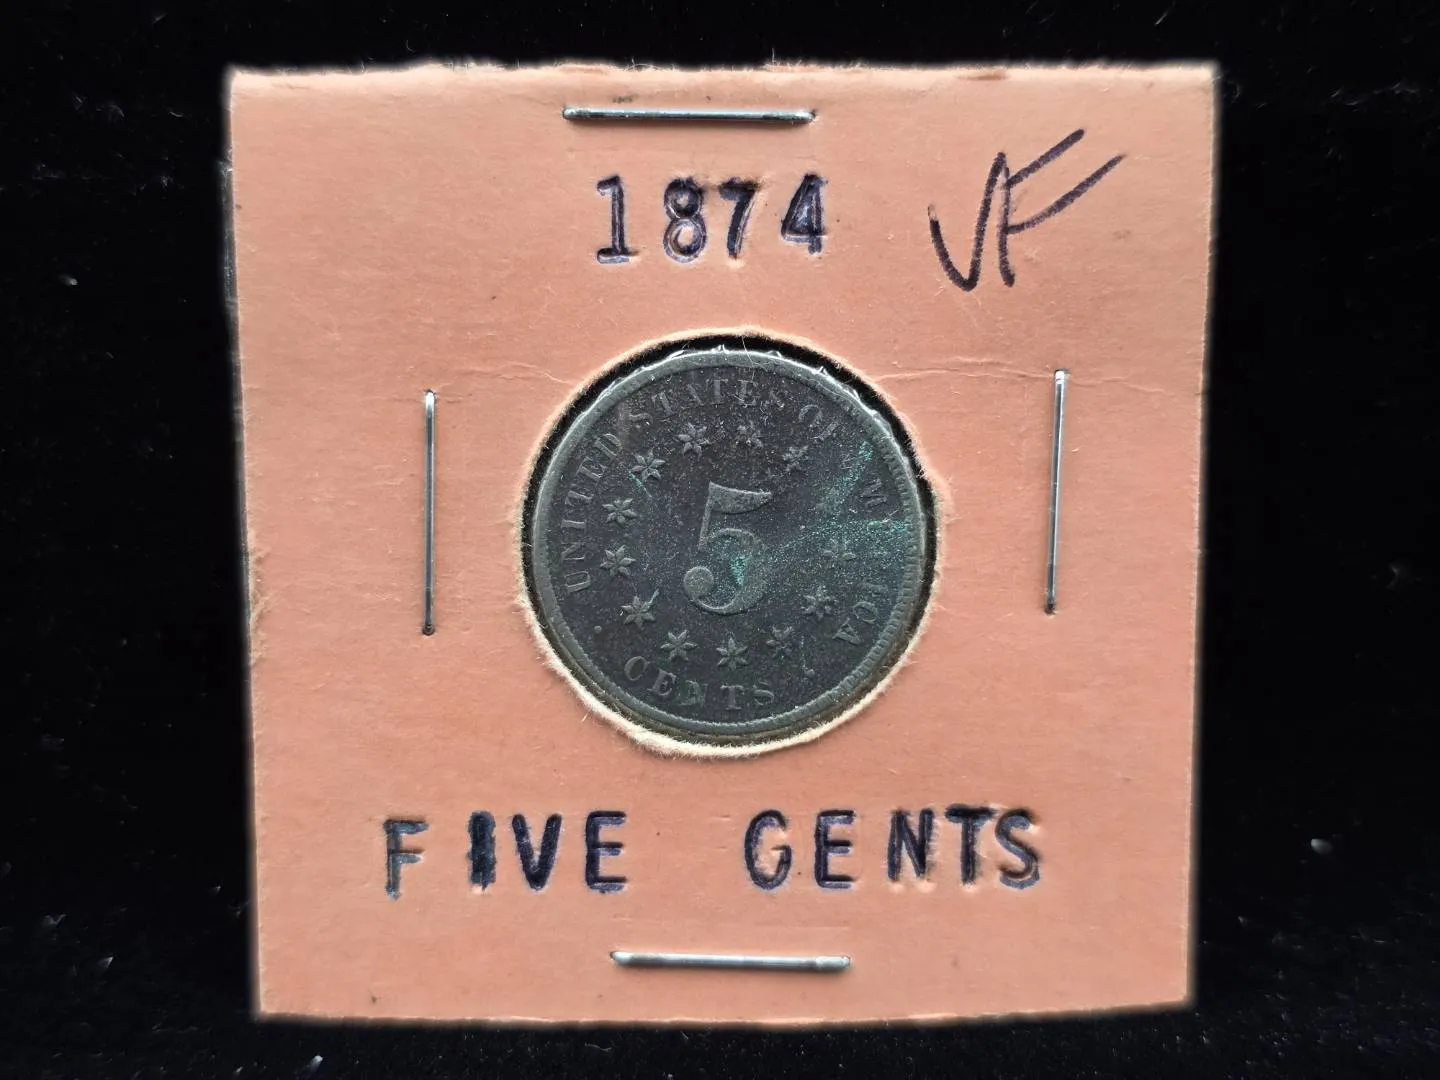 1874 VF
UNITED STATES OF AMERICA
5
CENTS
FIVE CENTS